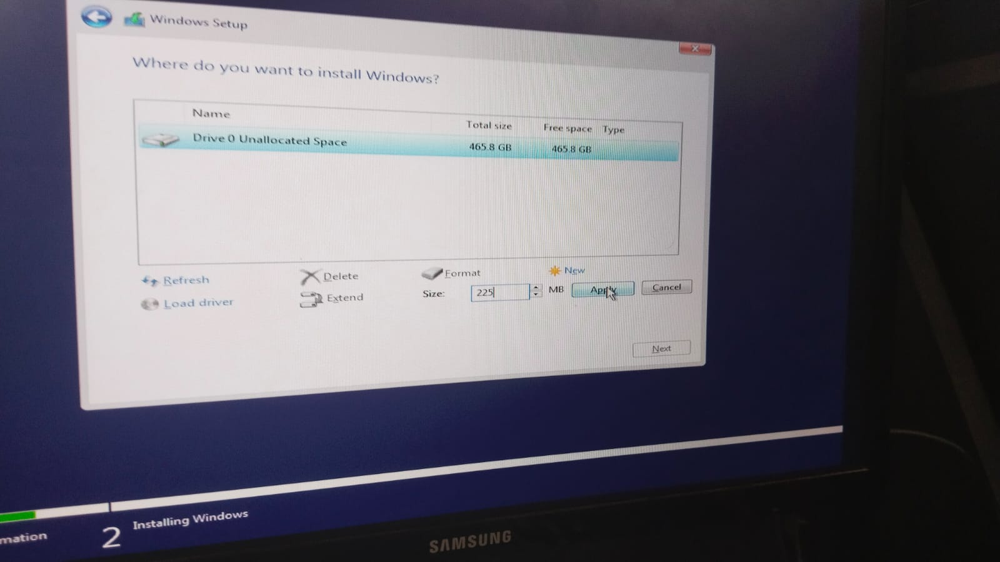 Windows Setup
Where do you want to install Windows?
Name Total size Free space Type
Drive 0 Unallocated Space 465.8 GB 465.8 GB
Refresh Delete Format New
Size: 225 MB Apply Cancel
Load driver Extend
Next
mation 2 Installing Windows
SAMSUNG